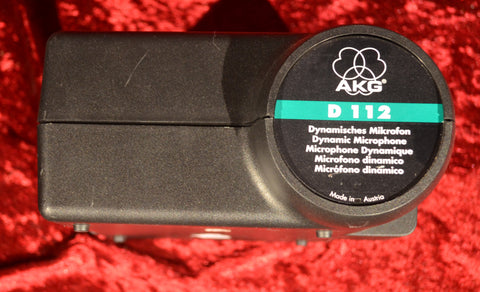 AKG®
D 112
Dynamisches Mikrofon
Dynamic Microphone
Microphone Dynamique
Microfono dinamico
Micrófono dinámico
Made in Austria